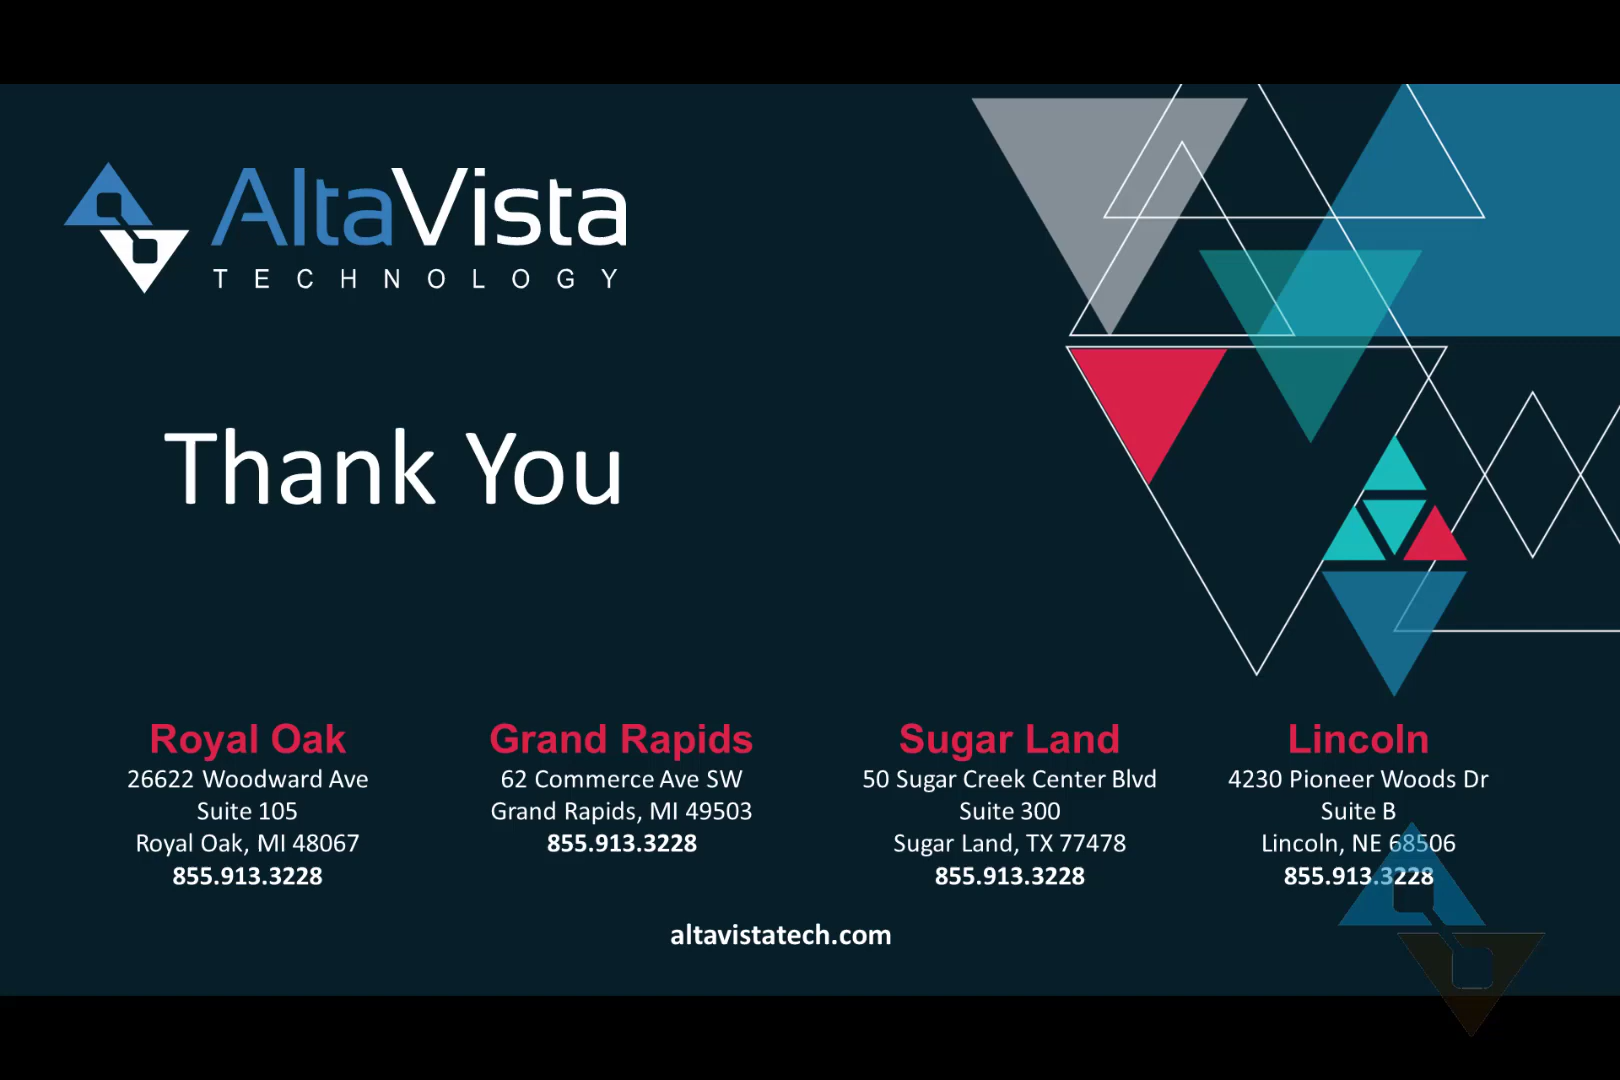 AltaVista
TECHNOLOGY
Thank You
Royal Oak
26622 Woodward Ave
Suite 105
Royal Oak, MI 48067
855.913.3228
Grand Rapids
62 Commerce Ave SW
Grand Rapids, MI 49503
855.913.3228
Sugar Land
50 Sugar Creek Center Blvd
Suite 300
Sugar Land, TX 77478
855.913.3228
Lincoln
4230 Pioneer Woods Dr
Suite B
Lincoln, NE 68506
855.913.3228
altavistatech.com